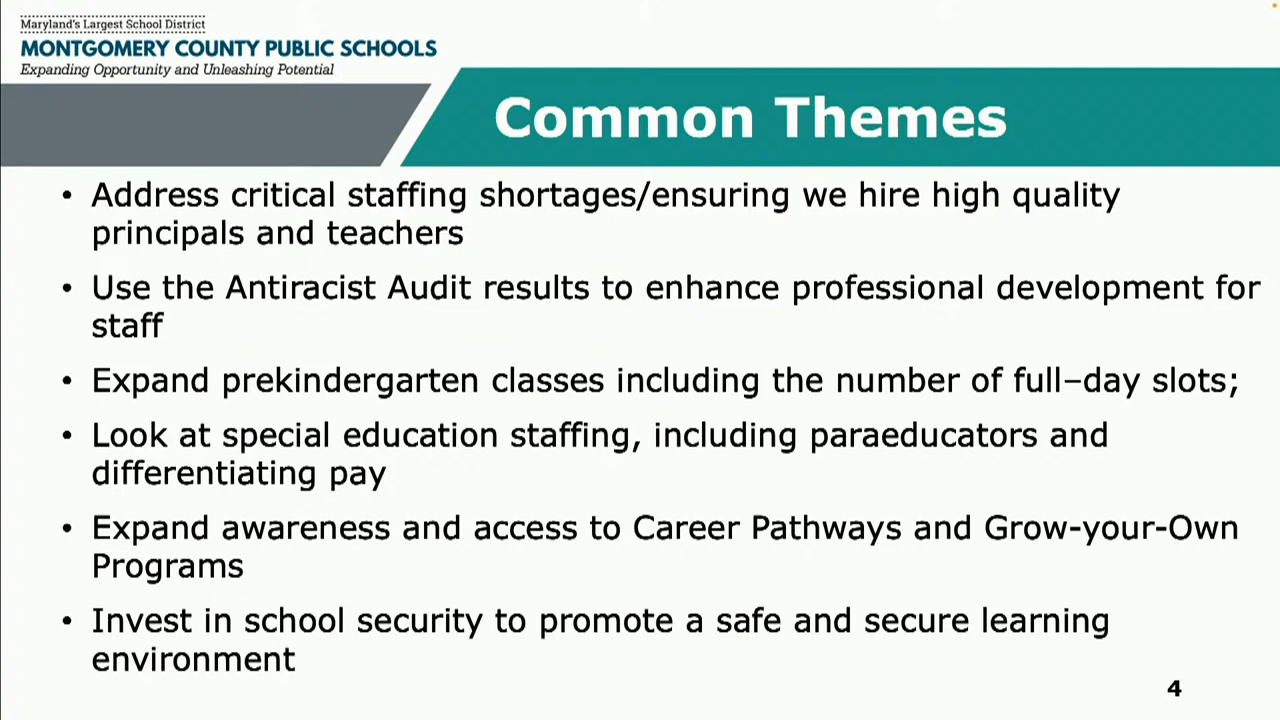 Maryland's Largest School District
MONTGOMERY COUNTY PUBLIC SCHOOLS
Expanding Opportunity and Unleashing Potential
Common Themes
• Address critical staffing shortages/ensuring we hire high quality
principals and teachers
• Use the Antiracist Audit results to enhance professional development for
staff
• Expand prekindergarten classes including the number of full–day slots;
• Look at special education staffing, including paraeducators and
differentiating pay
• Expand awareness and access to Career Pathways and Grow-your-Own
Programs
• Invest in school security to promote a safe and secure learning
environment
4